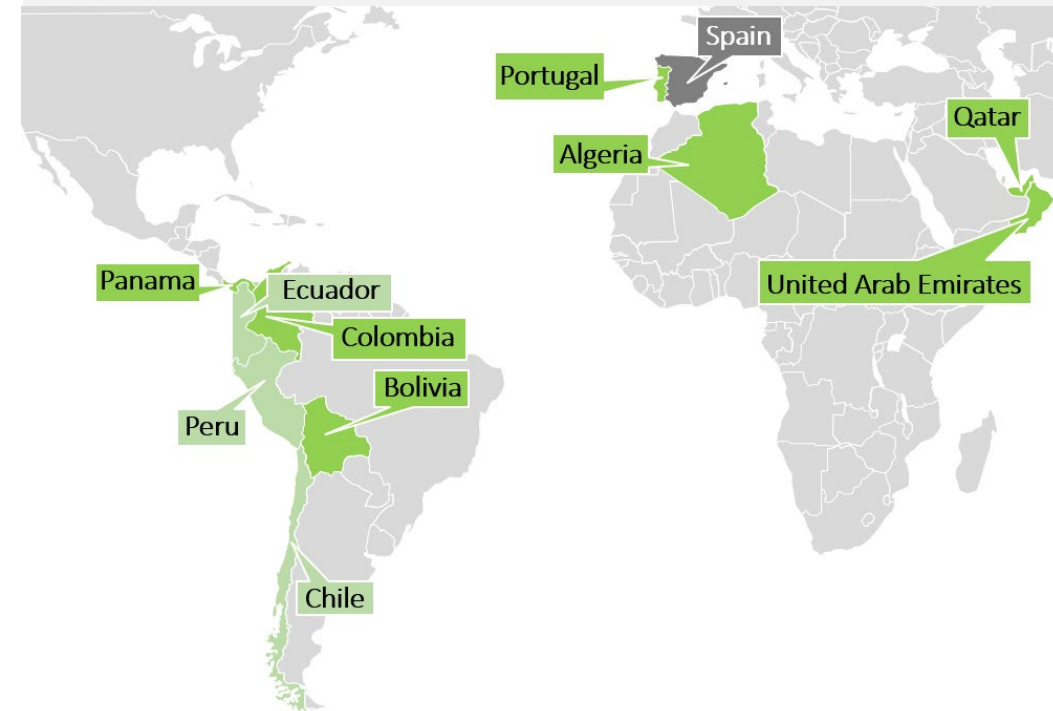 Spain
Portugal
Qatar
Algeria
Panama
Ecuador
United Arab Emirates
Colombia
Bolivia
Peru
Chile